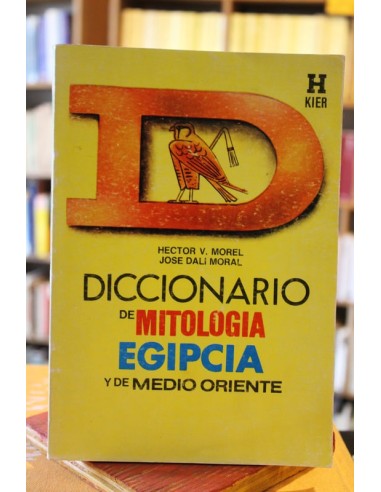 H
KIER
D
HECTOR V. MOREL
JOSE DALí MORAL
DICCIONARIO
DE MITOLOGIA
EGIPCIA
Y DE MEDIO ORIENTE